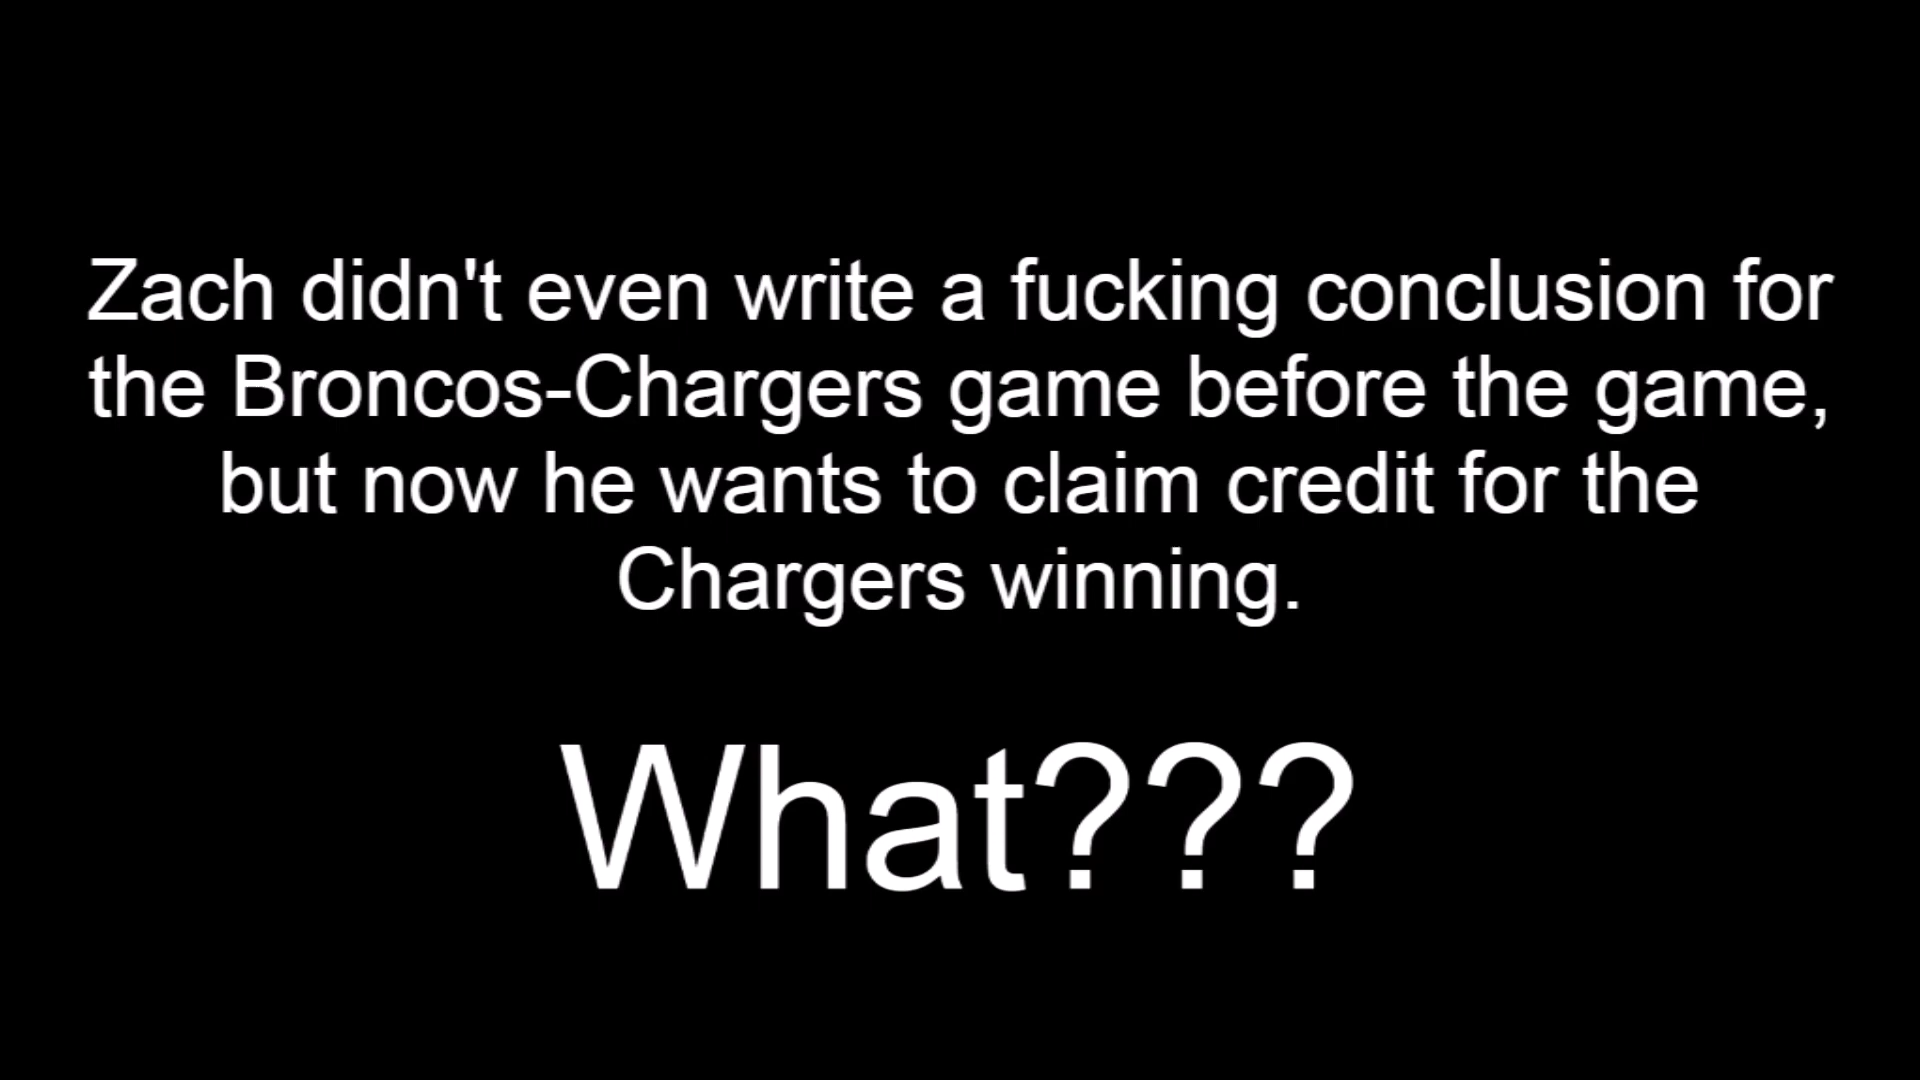 Zach didn't even write a fucking conclusion for
the Broncos-Chargers game before the game,
but now he wants to claim credit for the
Chargers winning.
What???